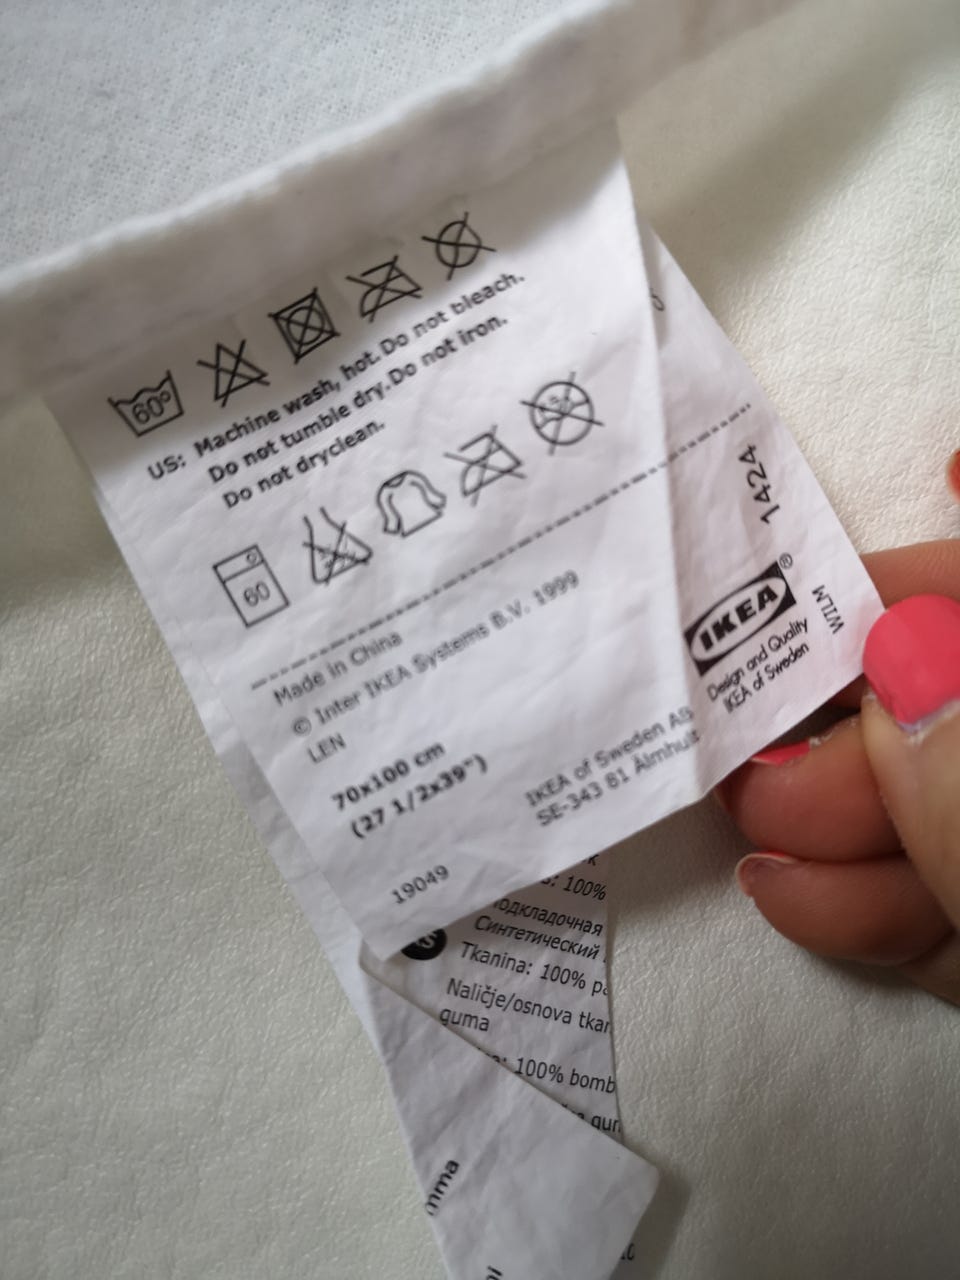 60°
US: Machine wash, hot. Do not bleach.
Do not tumble dry. Do not iron.
Do not dryclean.
60
1424
Made in China
© Inter IKEA Systems B.V. 1999
LEN
70x100 cm
(27 1/2x39")
19049
IKEA®
Design and Quality
IKEA of Sweden
WILM
IKEA of Sweden AB
SE-343 81 Älmhult
100%
Подкладочная
Синтетический
Tkanina: 100%
Naličje/osnova
guma
100%